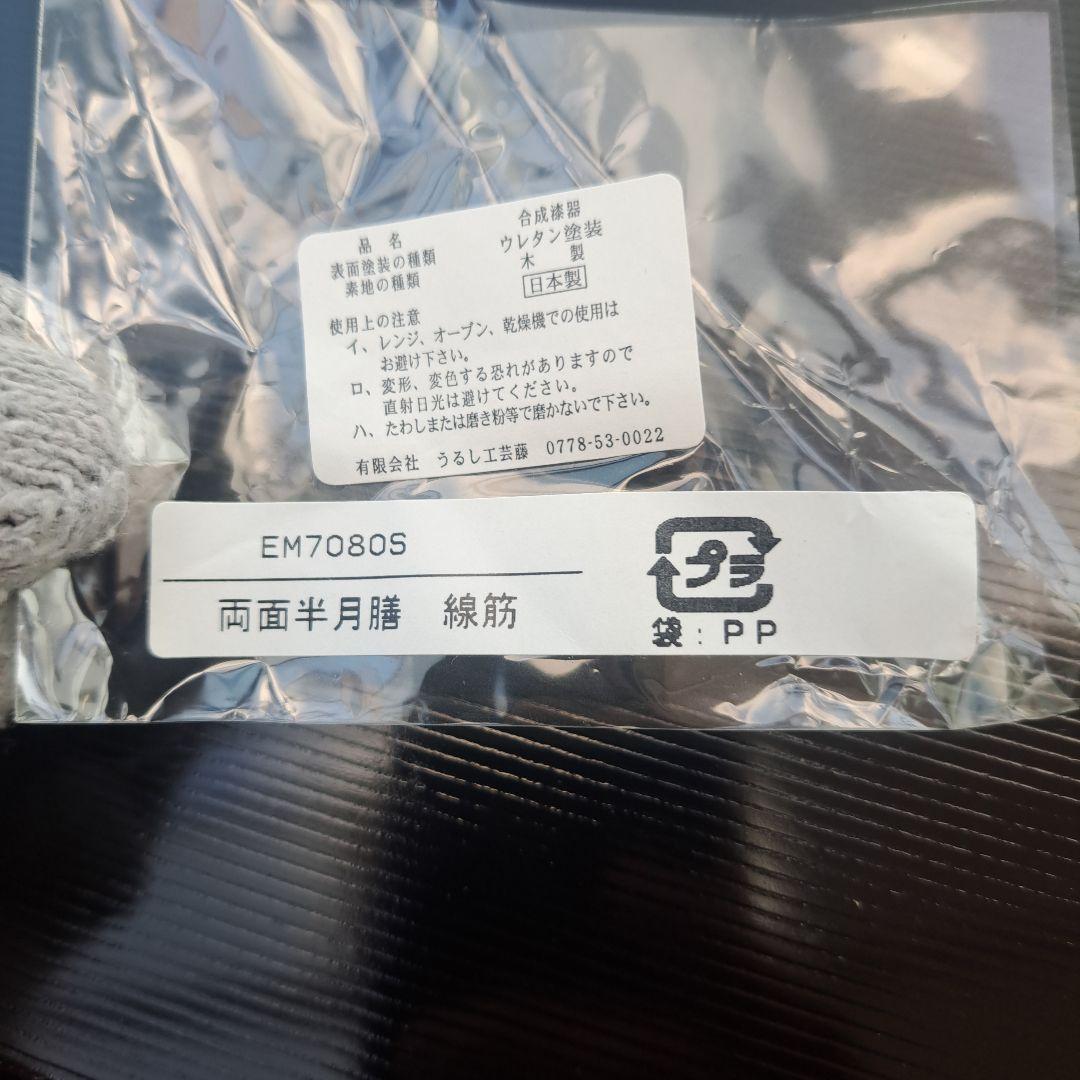 品名 合成漆器
表面塗装の種類 ウレタン塗装
素地の種類 木製
日本製
使用上の注意
イ、レンジ、オーブン、乾燥機での使用は
お避け下さい。
ロ、変形、変色する恐れがありますので
直射日光は避けてください。
ハ、たわしまたは磨き粉等で磨かないで下さい。
有限会社 うるし工芸藤 0778-53-0022
EM7080S
両面半月膳 線筋
プラ
袋:PP